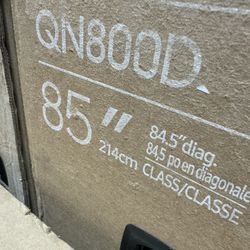 QN800D
85"
214cm
84.5"diag.
84,5 po en diagonale
CLASS/CLASSE